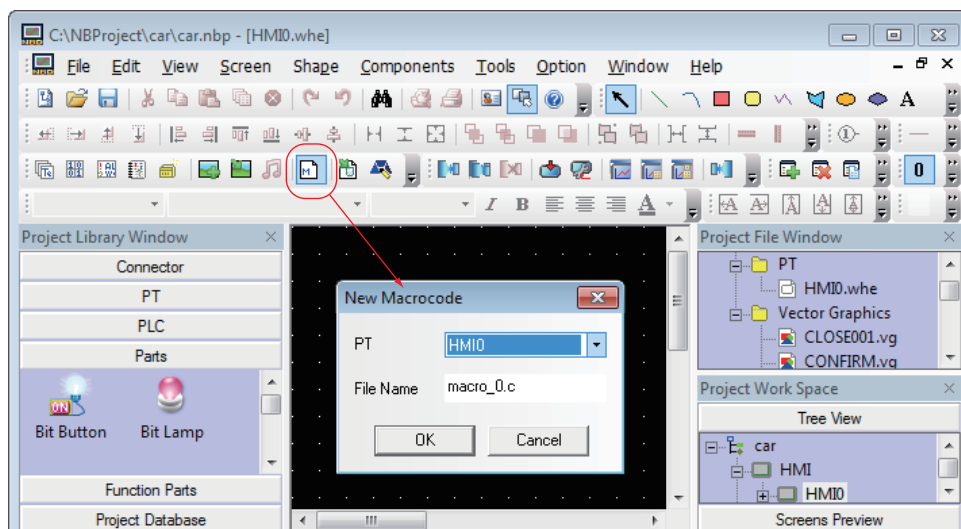 C:\NBProject\car\car.nbp - [HMI0.whe]
File Edit View Screen Shape Components Tools Option Window Help
A
M
0
I B A
Project Library Window
Connector
PT
PLC
Parts
ON
Bit Button Bit Lamp
Function Parts
Project Database
New Macrocode
PT HMI0
File Name macro_0.c
OK Cancel
Project File Window
PT
HMI0.whe
Vector Graphics
CLOSE001.vg
CONFIRM.vg
Project Work Space
Tree View
car
HMI
HMI0
Screens Preview